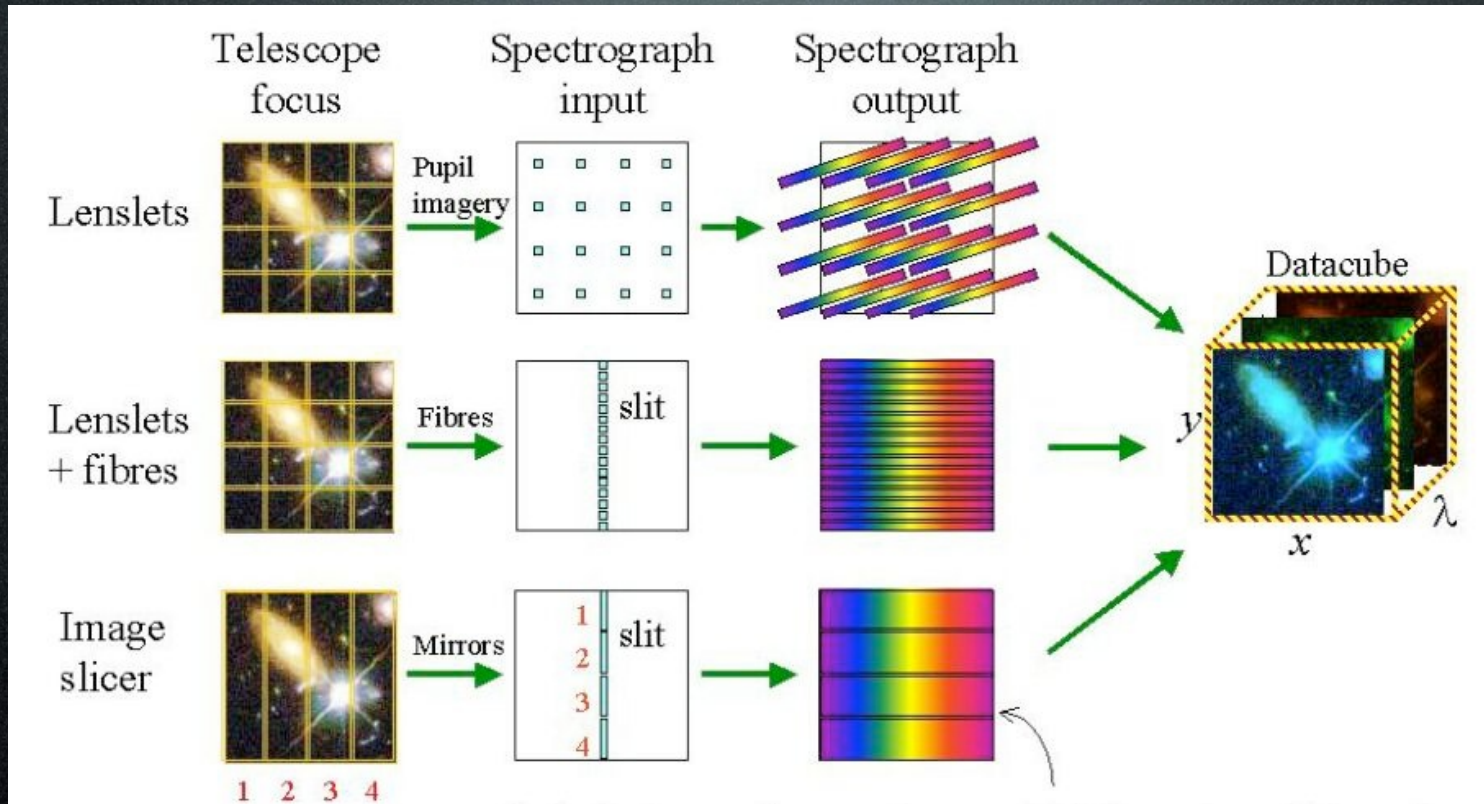 Telescope
focus
Spectrograph
input
Spectrograph
output
Lenslets
Pupil
imagery
Lenslets
+ fibres
Fibres
slit
Image
slicer
Mirrors
1
2
3
4
slit
1 2 3 4
Datacube
y
x
λ